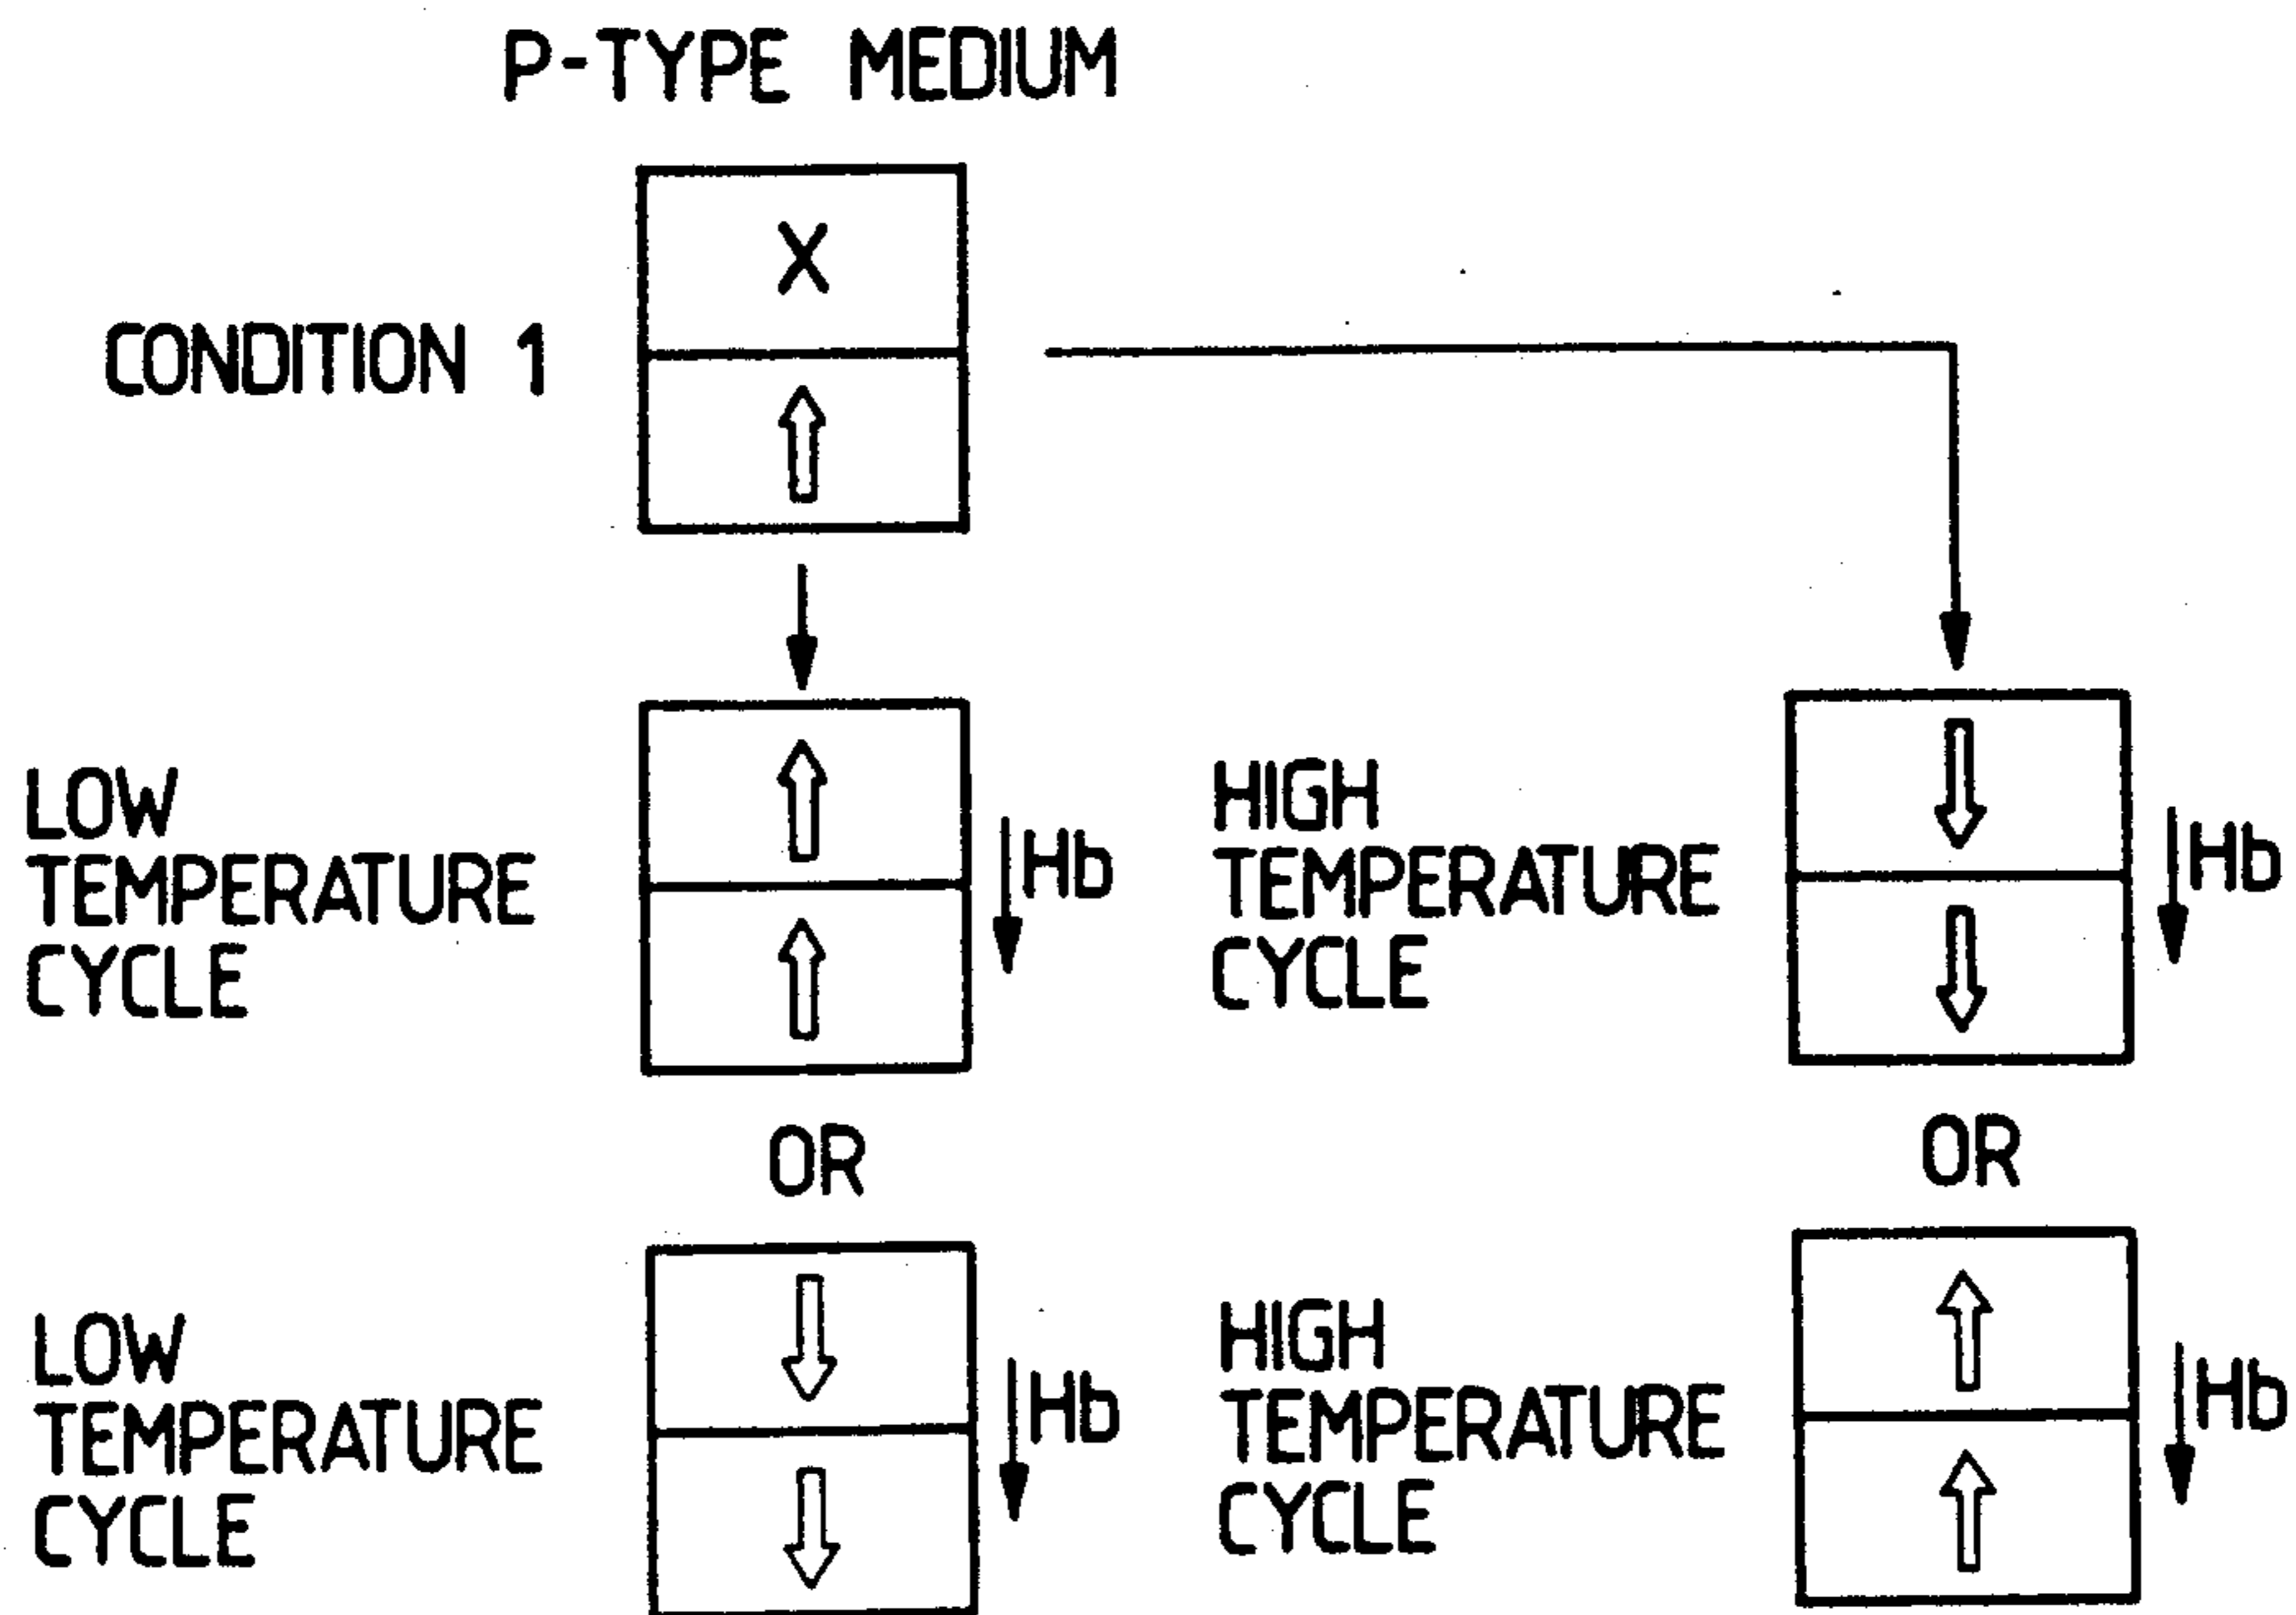 P-TYPE MEDIUM
X
CONDITION 1
LOW
TEMPERATURE
CYCLE
Hb
HIGH
TEMPERATURE
CYCLE
Hb
OR
OR
LOW
TEMPERATURE
CYCLE
Hb
HIGH
TEMPERATURE
CYCLE
Hb